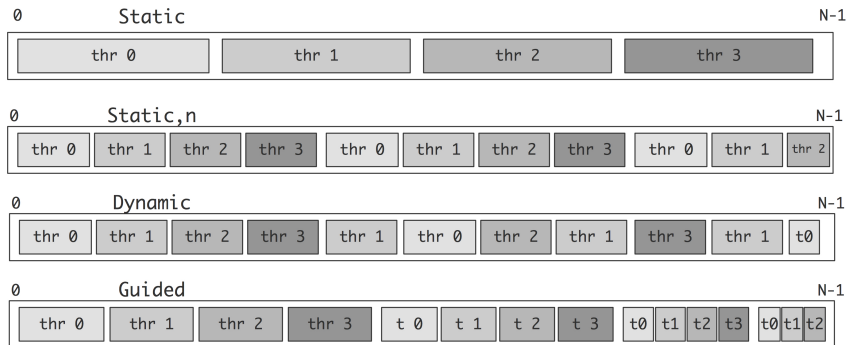 0 Static N-1
thr 0 thr 1 thr 2 thr 3
0 Static,n N-1
thr 0 thr 1 thr 2 thr 3 thr 0 thr 1 thr 2 thr 3 thr 0 thr 1 thr 2
0 Dynamic N-1
thr 0 thr 1 thr 2 thr 3 thr 1 thr 0 thr 2 thr 1 thr 3 thr 1 t0
0 Guided N-1
thr 0 thr 1 thr 2 thr 3 t 0 t 1 t 2 t 3 t0 t1 t2 t3 t0 t1 t2